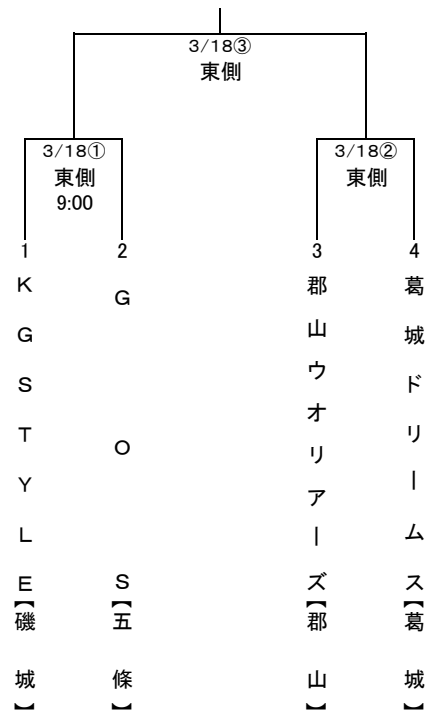 3/18③
東側
3/18①
東側
9:00
3/18②
東側
1
2
3
4
KGSTYLE【磯城】
GOS【五條】
郡山ウオリアーズ【郡山】
葛城ドリームス【葛城】